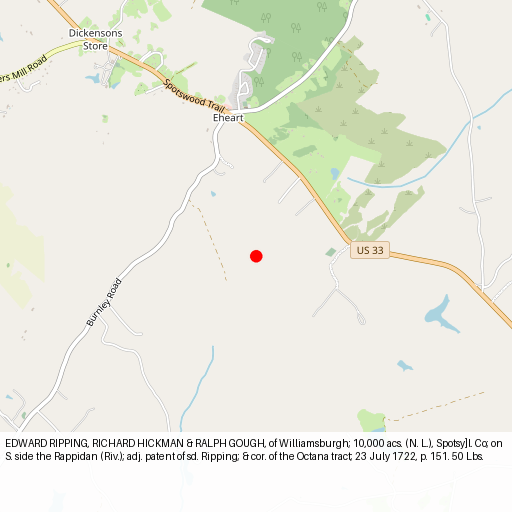 Dickensons
Store
ers Mill Road
Spotswood Trail
Eheart
US 33
Burnley Road
EDWARD RIPPING, RICHARD HICKMAN & RALPH GOUGH, of Williamsburgh; 10,000 acs. (N. L.), Spotsy]l. Co; on
S. side the Rappidan (Riv.); adj. patent of sd. Ripping; & cor. of the Octana tract; 23 July 1722, p. 151. 50 Lbs.